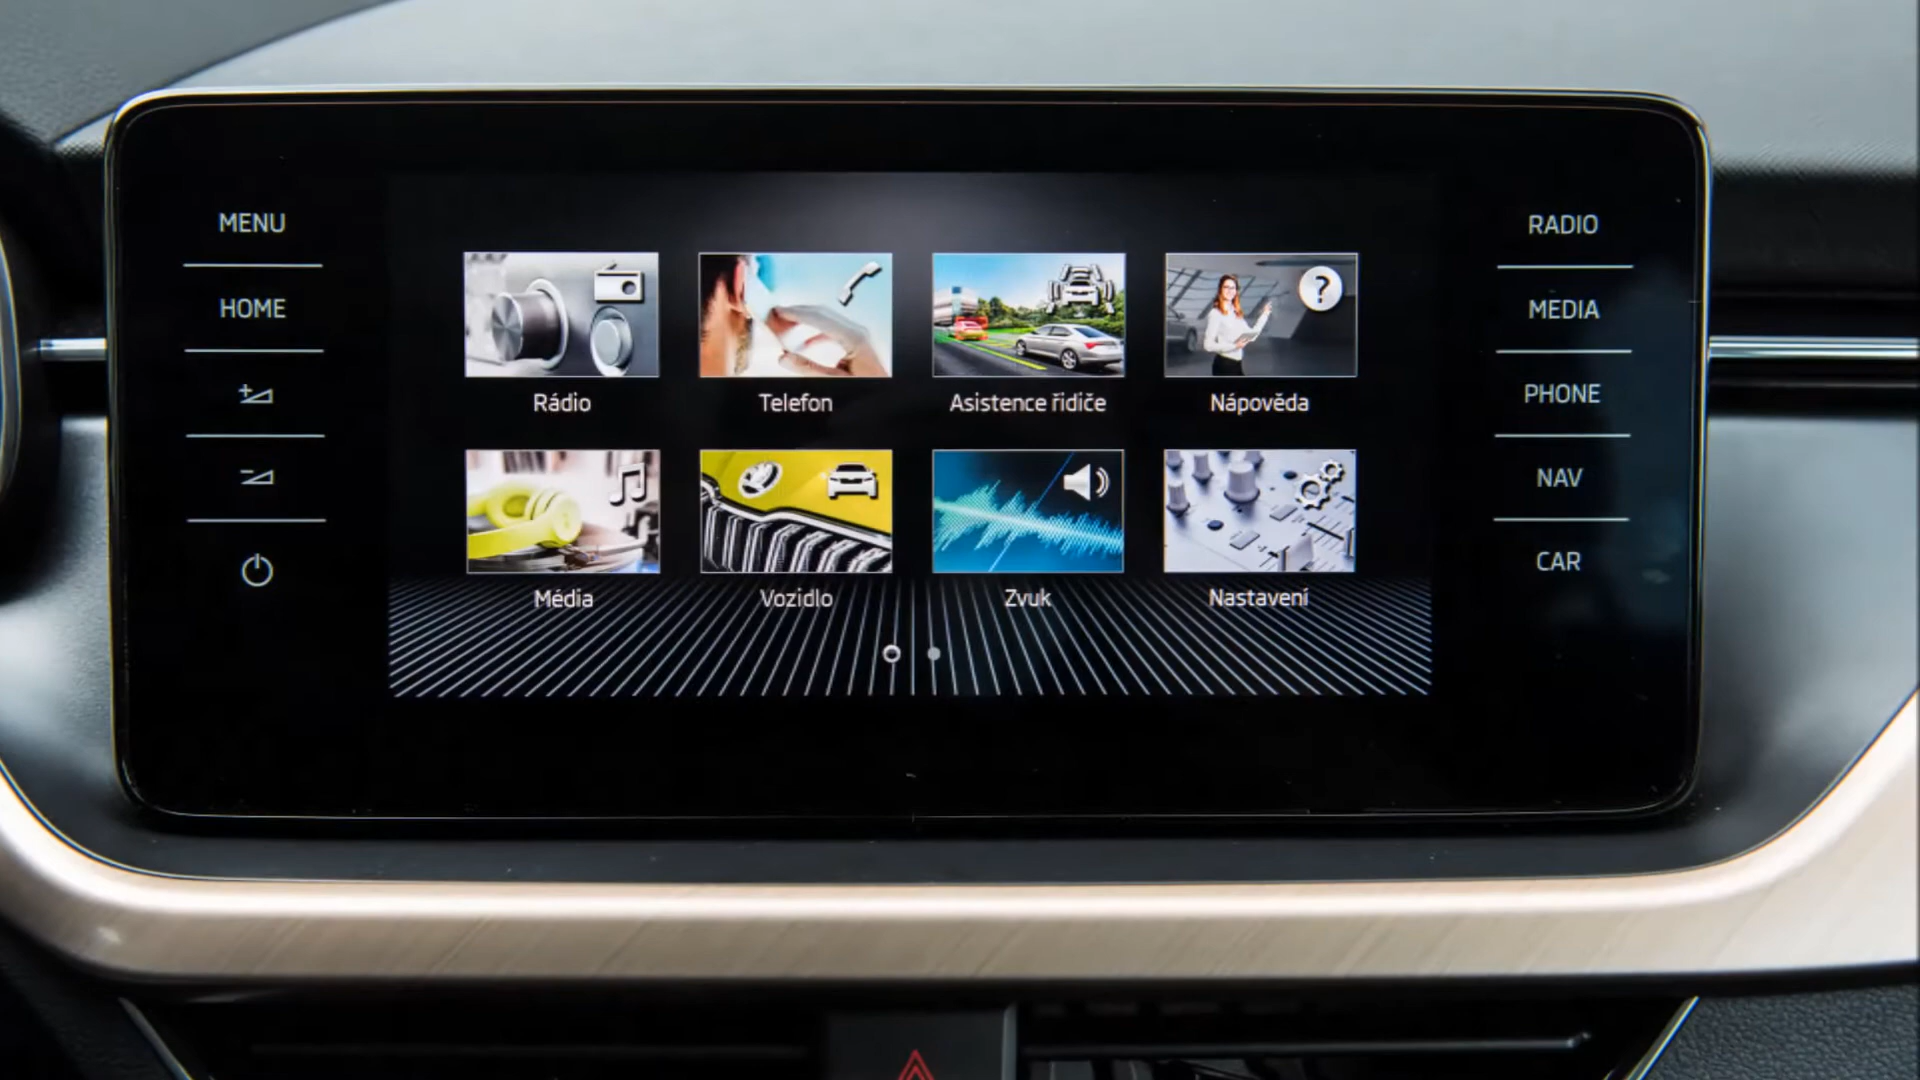 MENU
HOME
Rádio
Telefon
Asistence řidiče
Nápověda
Média
Vozidlo
Zvuk
Nastavení
RADIO
MEDIA
PHONE
NAV
CAR